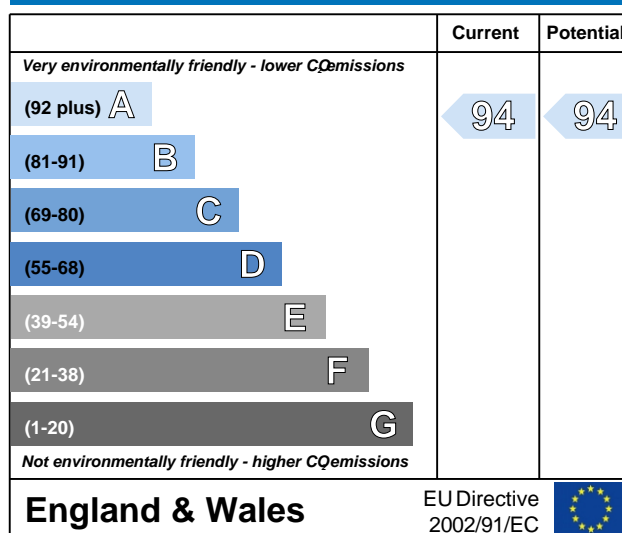 Current Potential
Very environmentally friendly - lower CO2 emissions
(92 plus) A
94 94
(81-91) B
(69-80) C
(55-68) D
(39-54) E
(21-38) F
(1-20) G
Not environmentally friendly - higher CO2 emissions
England & Wales
EU Directive
2002/91/EC